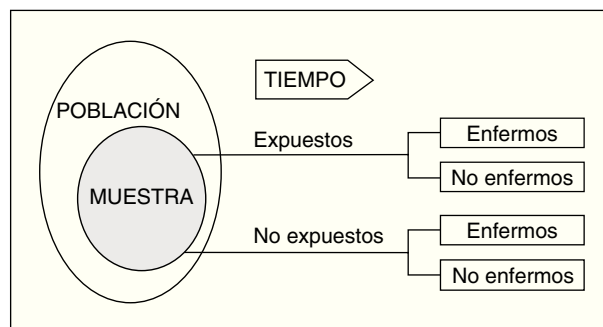 TIEMPO
POBLACIÓN
MUESTRA
Expuestos
Enfermos
No enfermos
No expuestos
Enfermos
No enfermos